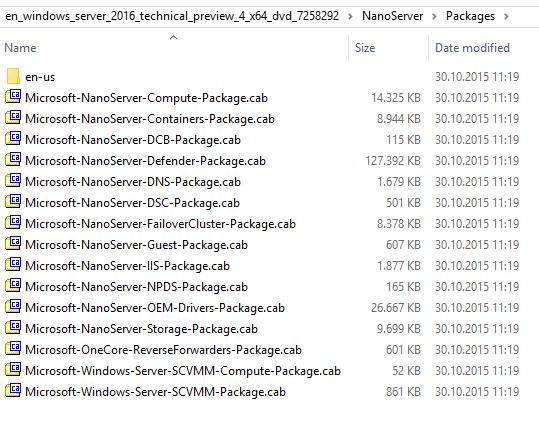 en_windows_server_2016_technical_preview_4_x64_dvd_7258292 > NanoServer > Packages >
Name Size Date modified
en-us 30.10.2015 11:19
Microsoft-NanoServer-Compute-Package.cab 14.325 KB 30.10.2015 11:19
Microsoft-NanoServer-Containers-Package.cab 8.944 KB 30.10.2015 11:19
Microsoft-NanoServer-DCB-Package.cab 115 KB 30.10.2015 11:19
Microsoft-NanoServer-Defender-Package.cab 127.392 KB 30.10.2015 11:19
Microsoft-NanoServer-DNS-Package.cab 1.679 KB 30.10.2015 11:19
Microsoft-NanoServer-DSC-Package.cab 501 KB 30.10.2015 11:19
Microsoft-NanoServer-FailoverCluster-Package.cab 8.378 KB 30.10.2015 11:19
Microsoft-NanoServer-Guest-Package.cab 607 KB 30.10.2015 11:19
Microsoft-NanoServer-IIS-Package.cab 1.877 KB 30.10.2015 11:19
Microsoft-NanoServer-NPDS-Package.cab 165 KB 30.10.2015 11:19
Microsoft-NanoServer-OEM-Drivers-Package.cab 26.667 KB 30.10.2015 11:19
Microsoft-NanoServer-Storage-Package.cab 9.699 KB 30.10.2015 11:19
Microsoft-OneCore-ReverseForwarders-Package.cab 601 KB 30.10.2015 11:19
Microsoft-Windows-Server-SCVMM-Compute-Package.cab 52 KB 30.10.2015 11:19
Microsoft-Windows-Server-SCVMM-Package.cab 861 KB 30.10.2015 11:19